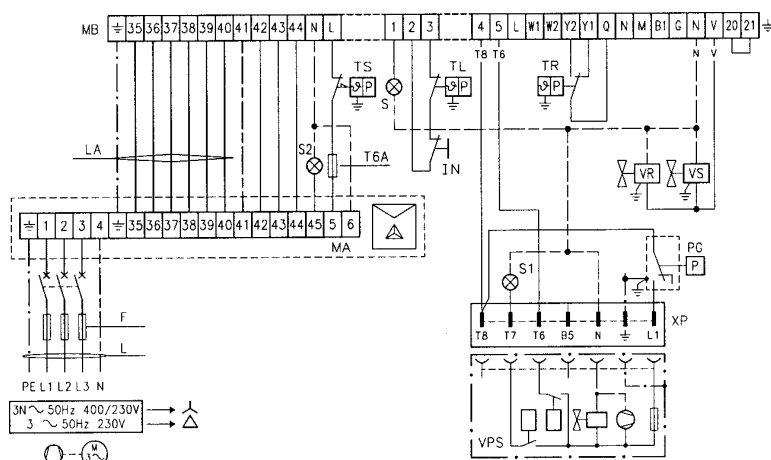 MB 35 36 37 38 39 40 41 42 43 44 N L 1 2 3 4 5 L W1 W2 Y2 Y1 Q N M B1 G N V 20 21
T8 T6 N V
TS TL TR
ϑ P ϑ P ϑ P
S
LA S2 T6A IN VR VS
1 2 3 4 35 36 37 38 39 40 41 42 43 44 45 5 6
MA
PG
P
S1
F
XP
T8 T7 T6 B5 N L1
L
PE L1 L2 L3 N
3N ~ 50Hz 400/230V
3 ~ 50Hz 230V
VPS
M
3~